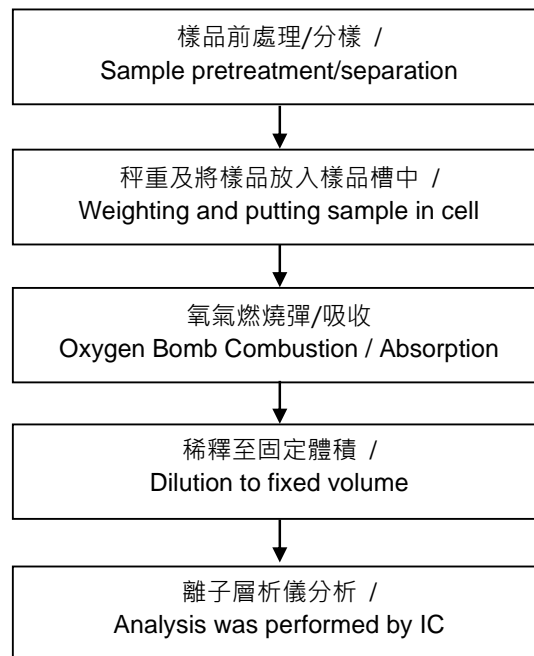 樣品前處理/分樣 /
Sample pretreatment/separation
秤重及將樣品放入樣品槽中 /
Weighting and putting sample in cell
氧氣燃燒彈/吸收
Oxygen Bomb Combustion / Absorption
稀釋至固定體積 /
Dilution to fixed volume
離子層析儀分析 /
Analysis was performed by IC